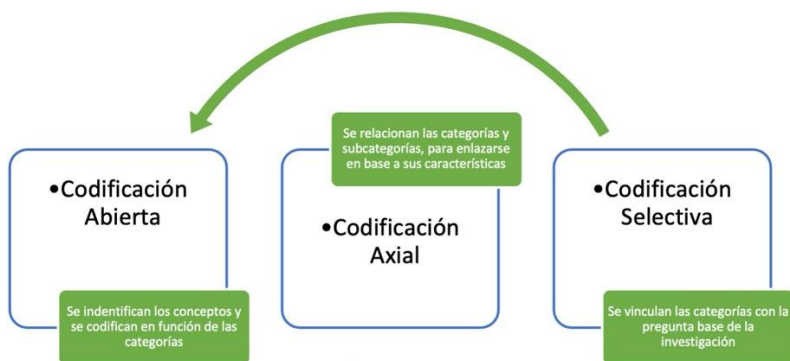 •Codificación
Abierta
Se indentifican los conceptos y
se codifican en función de las
categorías
Se relacionan las categorías y
subcategorías, para enlazarse
en base a sus características
•Codificación
Axial
•Codificación
Selectiva
Se vinculan las categorías con la
pregunta base de la
investigación